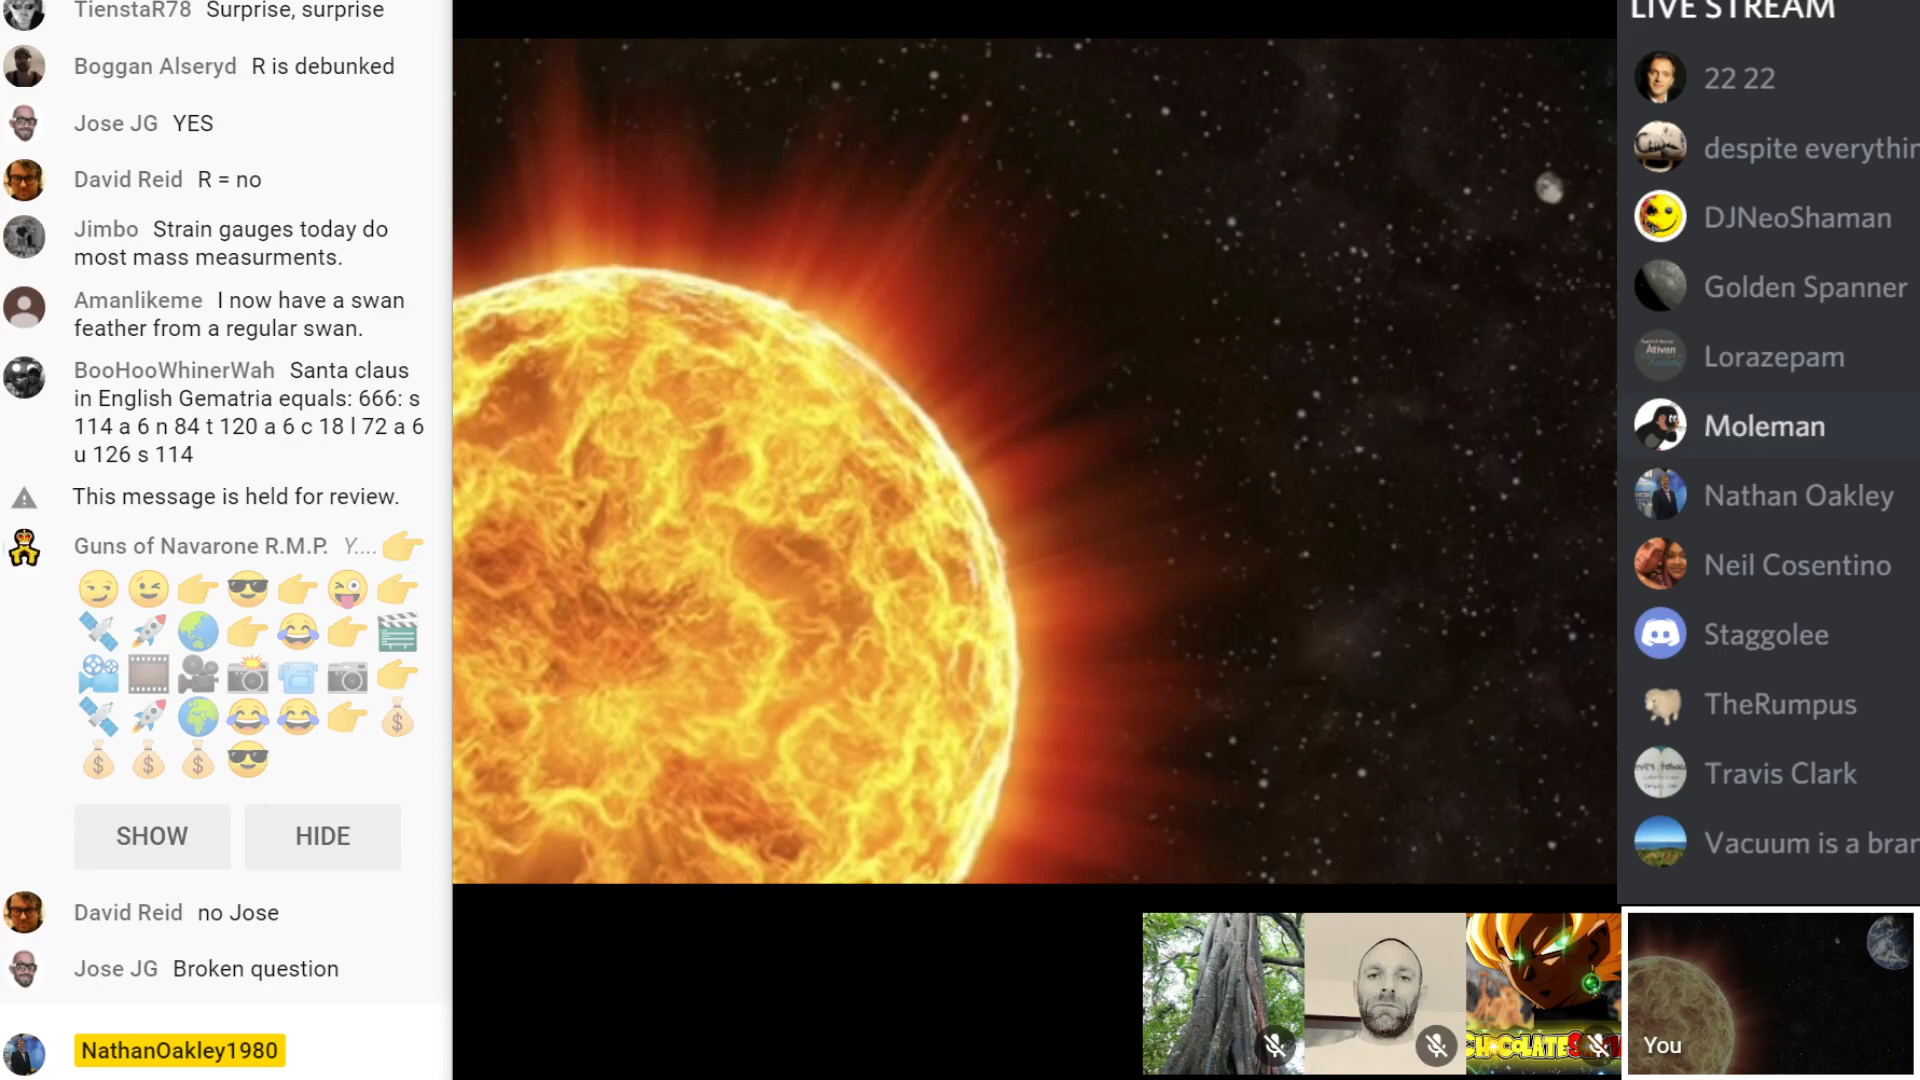 TienstaR78 Surprise, surprise
Boggan Alseryd R is debunked
Jose JG YES
David Reid R = no
Jimbo Strain gauges today do
most mass measurments.
Amanlikeme I now have a swan
feather from a regular swan.
BooHooWhinerWah Santa claus
in English Gematria equals: 666: s
114 a 6 n 84 t 120 a 6 c 18 l 72 a 6
u 126 s 114
This message is held for review.
Guns of Navarone R.M.P. Y....
SHOW HIDE
David Reid no Jose
Jose JG Broken question
NathanOakley1980
LIVE STREAM
22 22
despite everythin
DJNeoShaman
Golden Spanner
Ativan
Lorazepam
Moleman
Nathan Oakley
Neil Cosentino
Staggolee
TheRumpus
Travis Clark
Vacuum is a bran
You